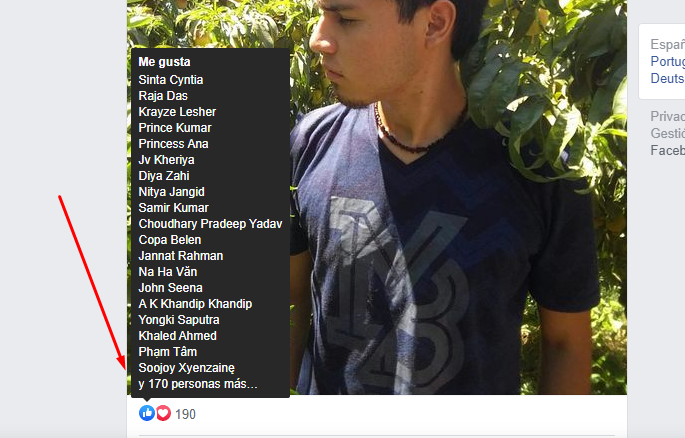 Me gusta
Sinta Cyntia
Raja Das
Krayze Lesher
Prince Kumar
Princess Ana
Jv Kheriya
Diya Zahi
Nitya Jangid
Samir Kumar
Choudhary Pradeep Yadav
Copa Belen
Jannat Rahman
Na Ha Văn
John Seena
A K Khandip Khandip
Yongki Saputra
Khaled Ahmed
Phạm Tâm
Soojoy Xyenzainę
y 170 personas más…
190
Españ
Portug
Deuts
Privac
Gestió
Faceb